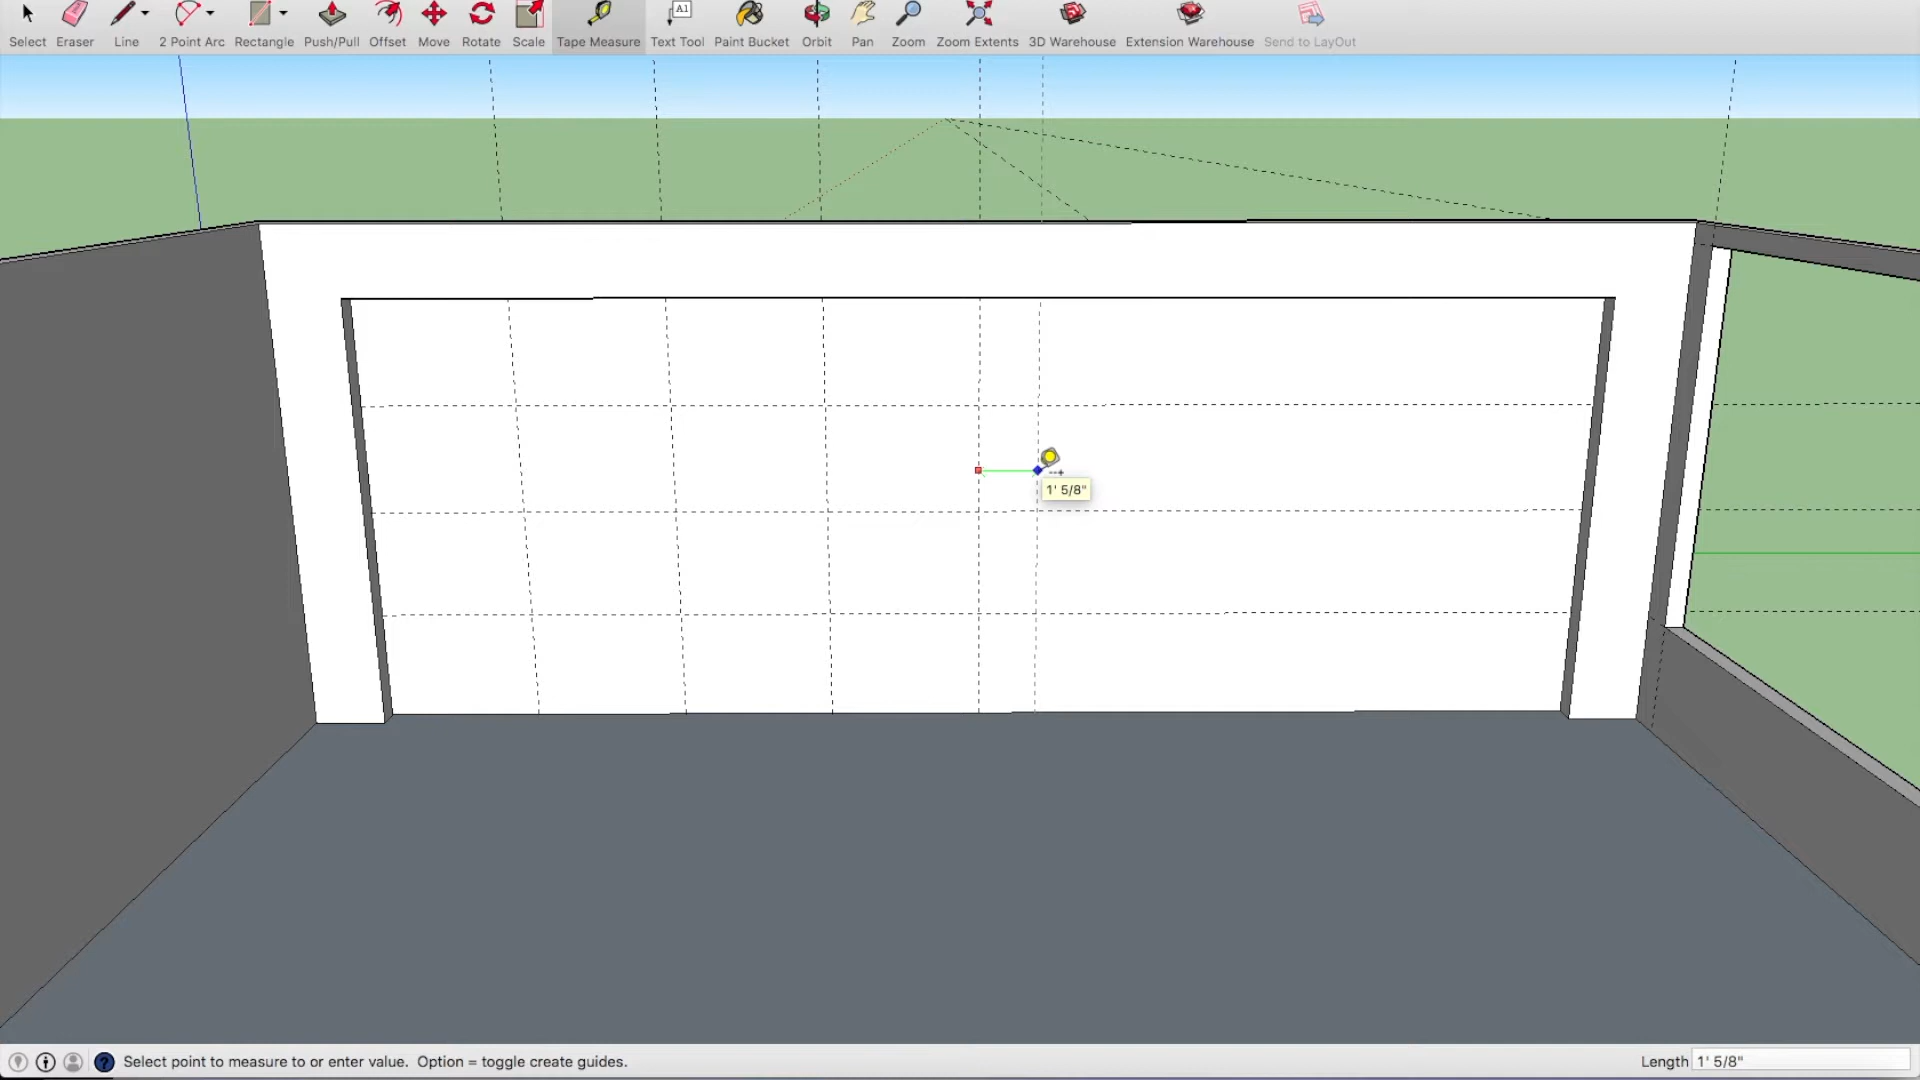 A1
Select Eraser Line 2 Point Arc Rectangle Push/Pull Offset Move Rotate Scale Tape Measure Text Tool Paint Bucket Orbit Pan Zoom Zoom Extents 3D Warehouse Extension Warehouse Send to LayOut
1' 5/8"
? Select point to measure to or enter value. Option = toggle create guides. Length 1' 5/8"